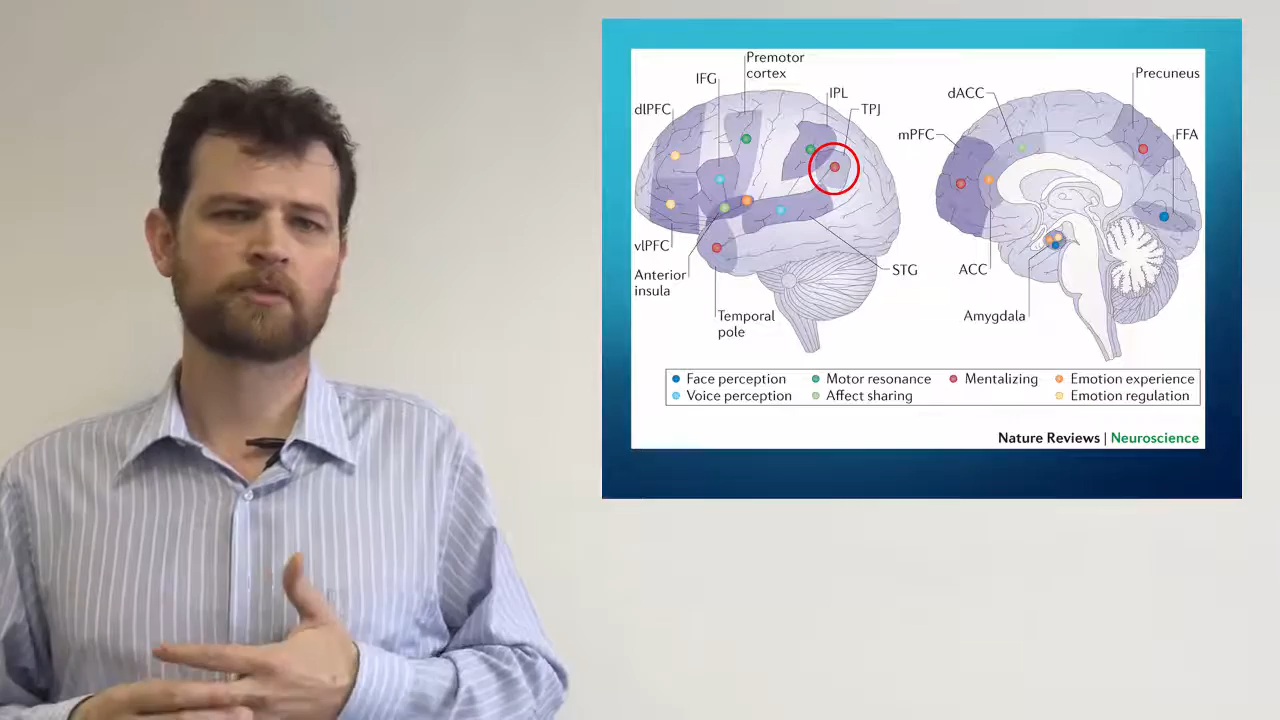 Premotor
cortex
IFG
dlPFC
IPL
TPJ
vlPFC
Anterior
insula
Temporal
pole
STG
Precuneus
dACC
mPFC
FFA
ACC
Amygdala
Face perception
Motor resonance
Mentalizing
Emotion experience
Voice perception
Affect sharing
Emotion regulation
Nature Reviews | Neuroscience